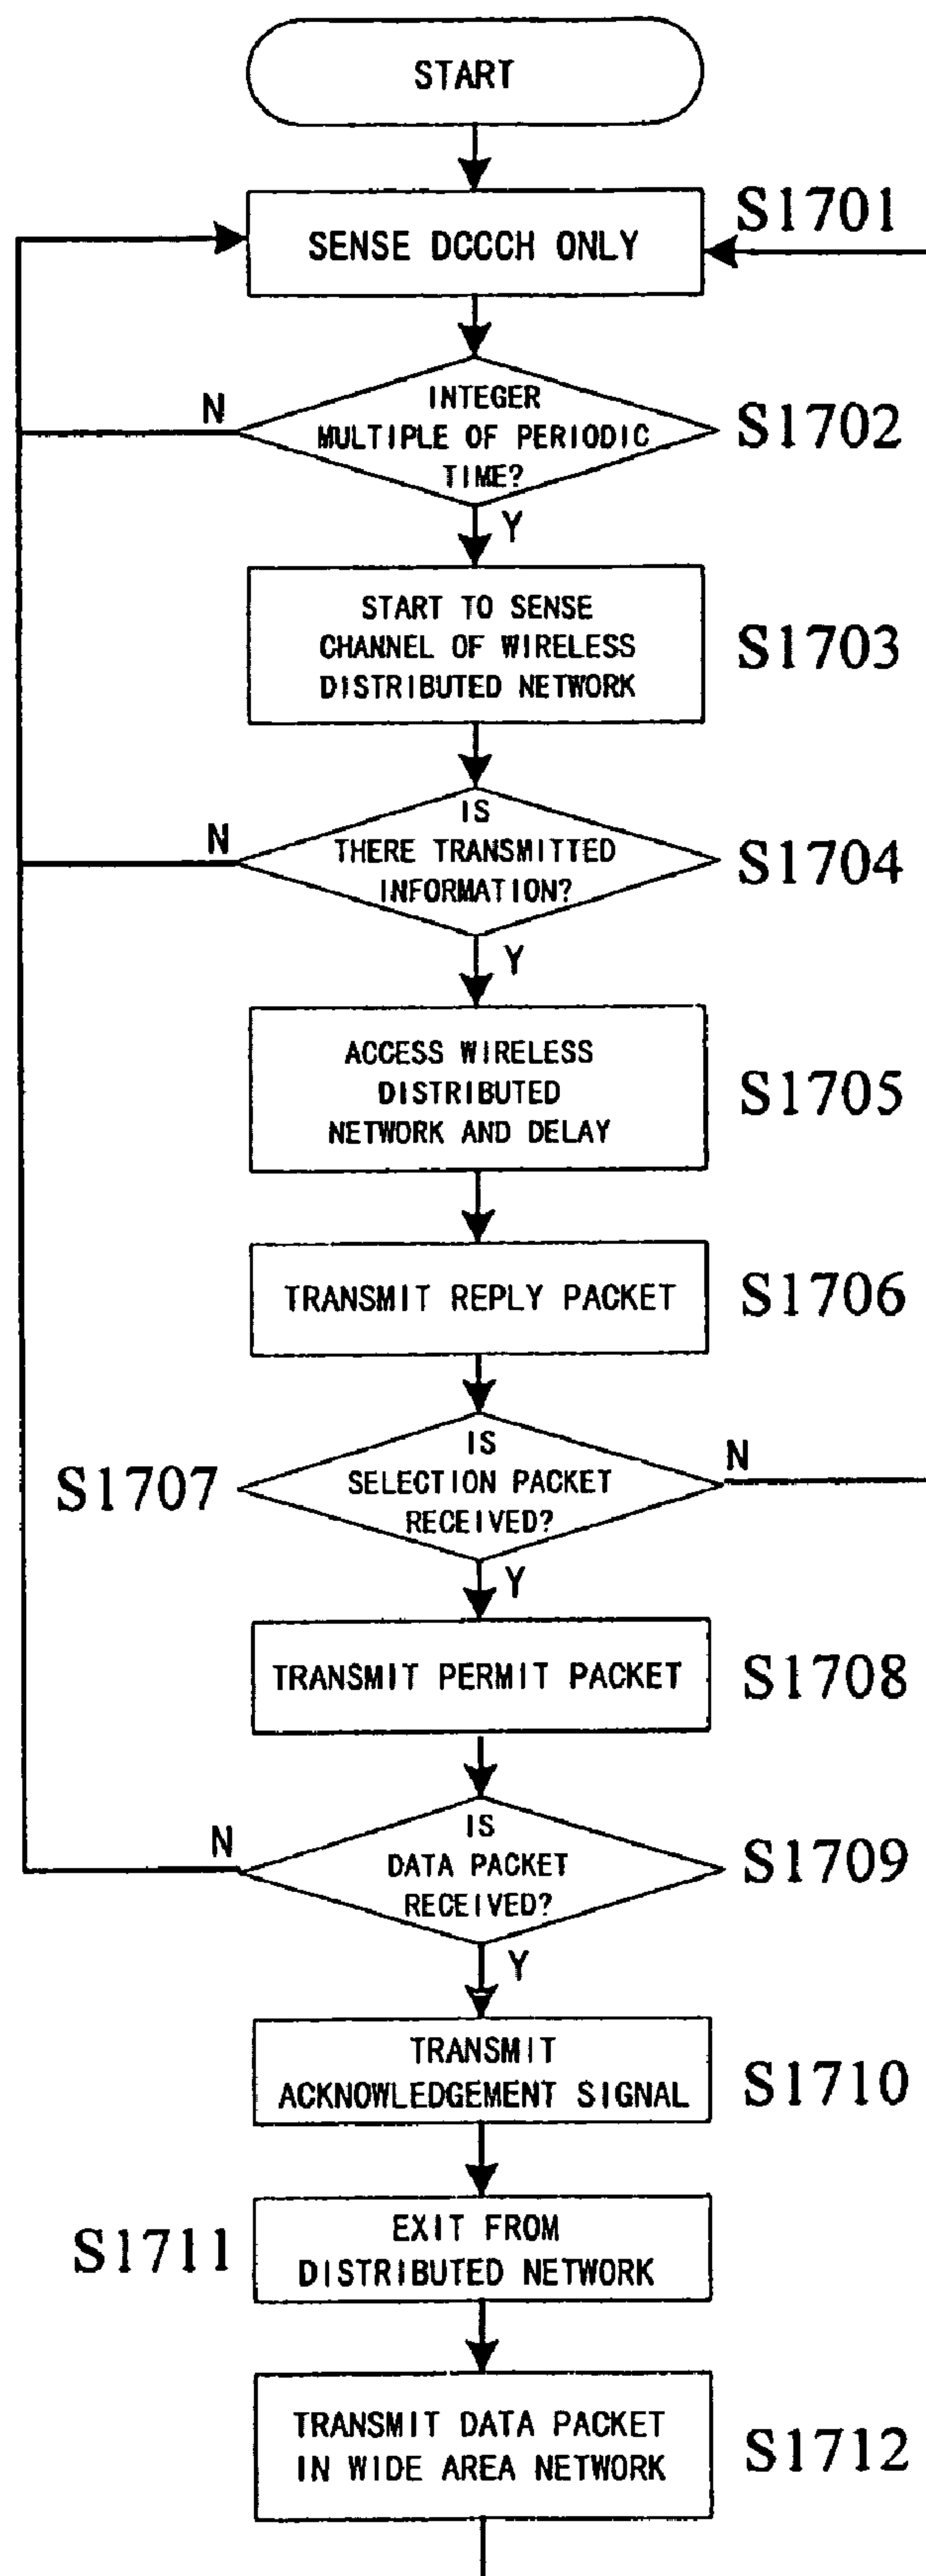 START
S1701
SENSE DCCCH ONLY
N
INTEGER
MULTIPLE OF PERIODIC
TIME?
S1702
Y
START TO SENSE
CHANNEL OF WIRELESS
DISTRIBUTED NETWORK
S1703
N
IS
THERE TRANSMITTED
INFORMATION?
S1704
Y
ACCESS WIRELESS
DISTRIBUTED
NETWORK AND DELAY
S1705
TRANSMIT REPLY PACKET
S1706
S1707
IS
SELECTION PACKET
RECEIVED?
N
Y
TRANSMIT PERMIT PACKET
S1708
N
IS
DATA PACKET
RECEIVED?
S1709
Y
TRANSMIT
ACKNOWLEDGEMENT SIGNAL
S1710
S1711
EXIT FROM
DISTRIBUTED NETWORK
TRANSMIT DATA PACKET
IN WIDE AREA NETWORK
S1712